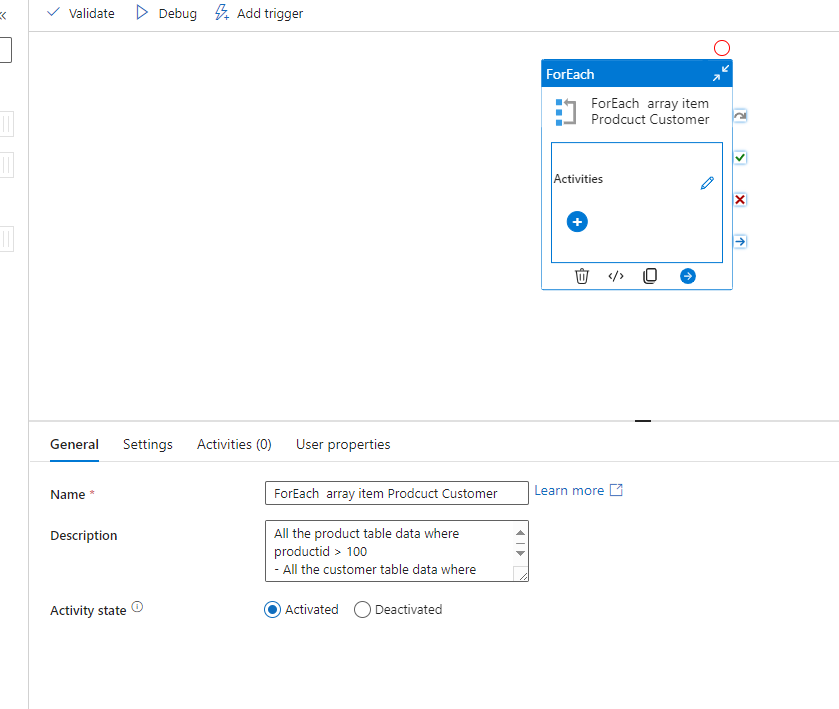 Validate Debug Add trigger
ForEach
ForEach array item
Prodcuct Customer
Activities
General Settings Activities (0) User properties
Name * ForEach array item Prodcuct Customer Learn more
Description All the product table data where
productid > 100
- All the customer table data where
Activity state Activated Deactivated